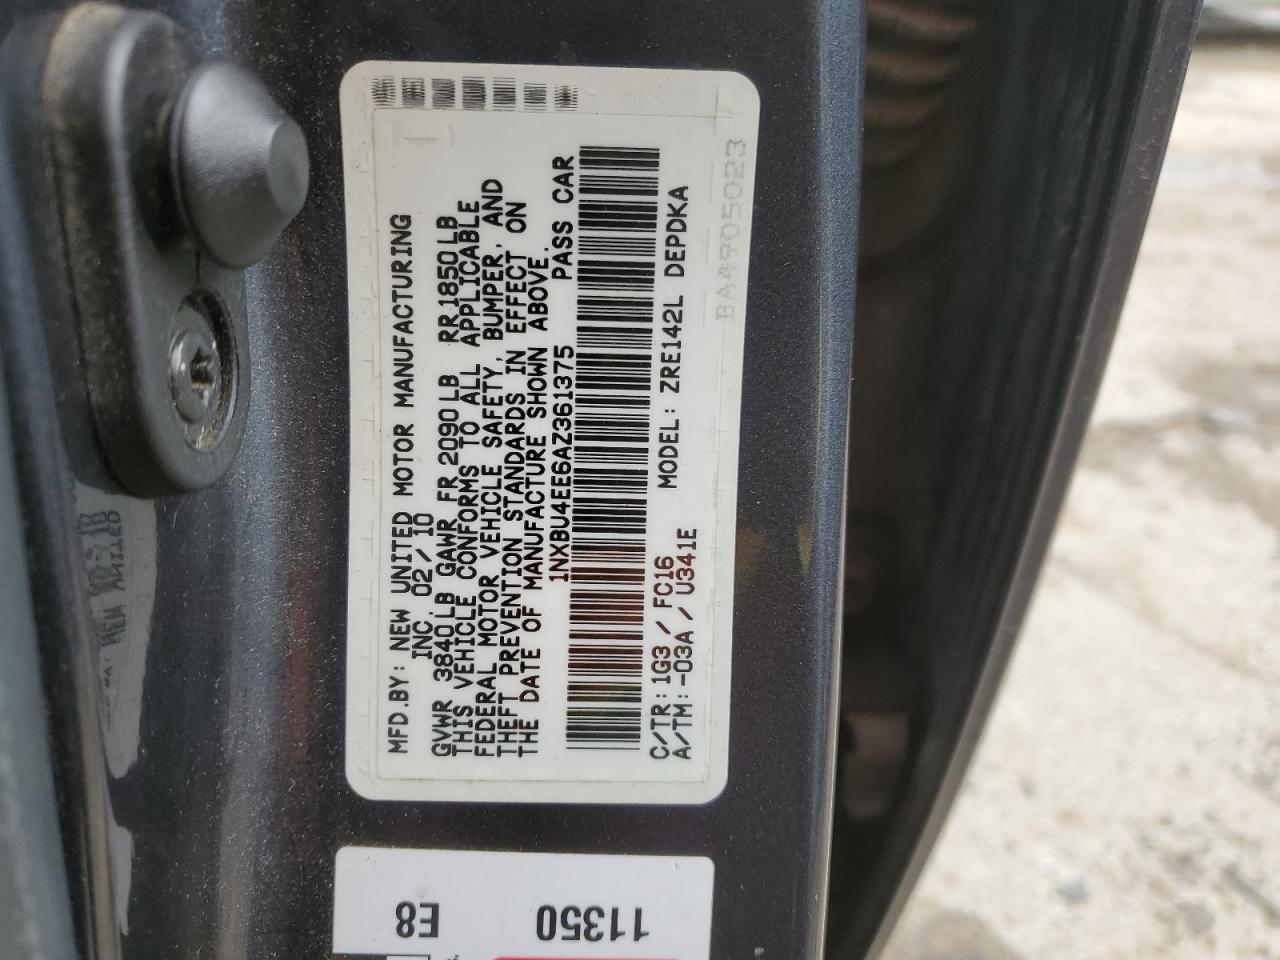 MFD.BY: NEW UNITED MOTOR MANUFACTURING
INC. 02/10
GVWR 3840LB GAWR FR 2090LB RR1850LB
THIS VEHICLE CONFORMS TO ALL APPLICABLE
FEDERAL MOTOR VEHICLE SAFETY, BUMPER, AND
THEFT PREVENTION STANDARDS IN EFFECT ON
THE DATE OF MANUFACTURE SHOWN ABOVE.
1NXBU4EE6AZ361375 PASS CAR
C/TR: 1G3 / FC16 MODEL: ZRE142L DEPDKA
A/TM: -03A / U341E
BA4905023
E8
11350